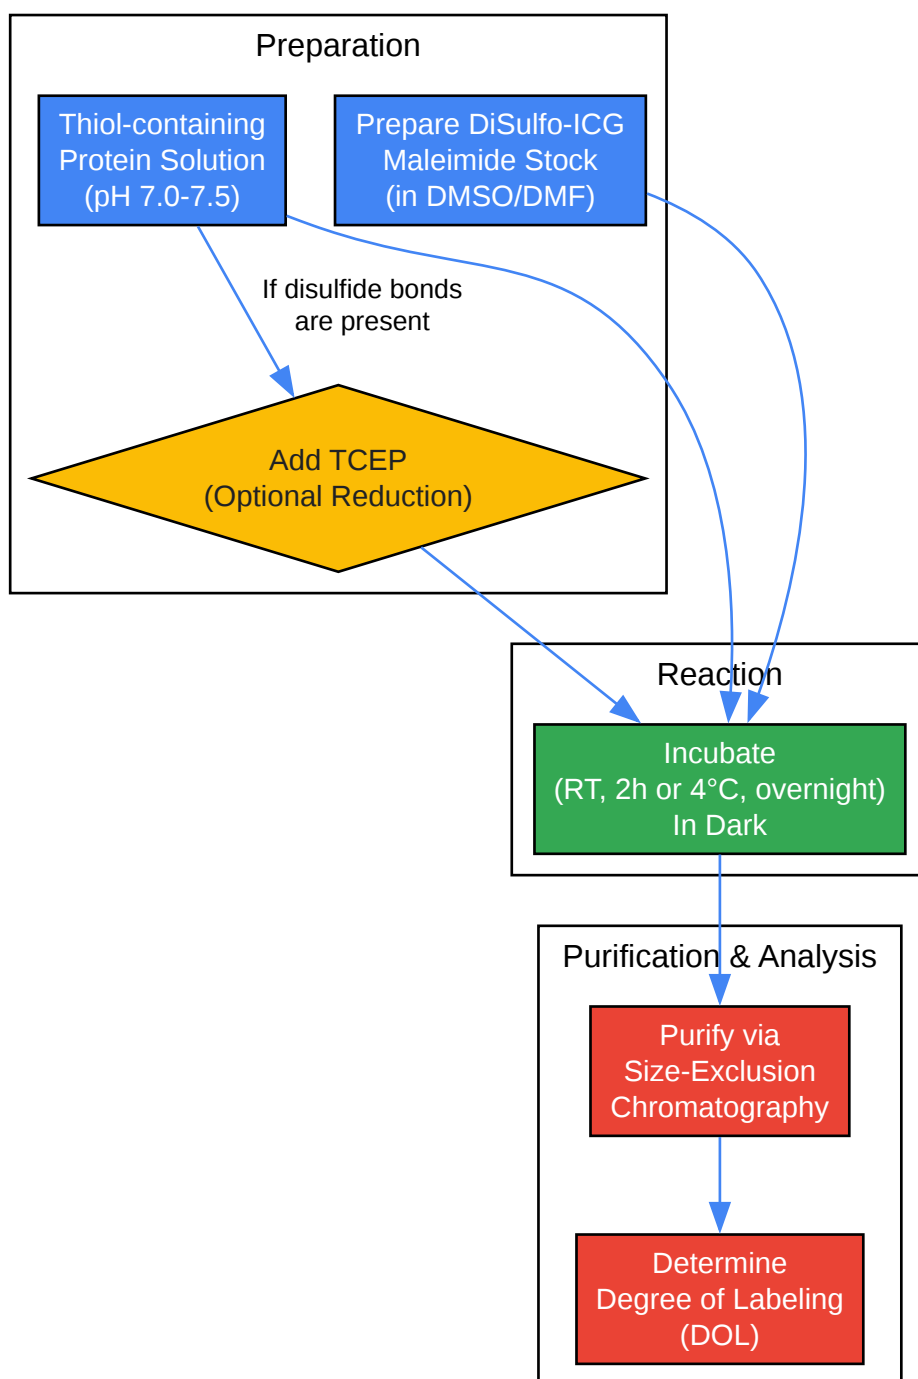 Preparation
Thiol-containing
Protein Solution
(pH 7.0-7.5)
Prepare DiSulfo-ICG
Maleimide Stock
(in DMSO/DMF)
If disulfide bonds
are present
Add TCEP
(Optional Reduction)
Reaction
Incubate
(RT, 2h or 4°C, overnight)
In Dark
Purification & Analysis
Purify via
Size-Exclusion
Chromatography
Determine
Degree of Labeling
(DOL)